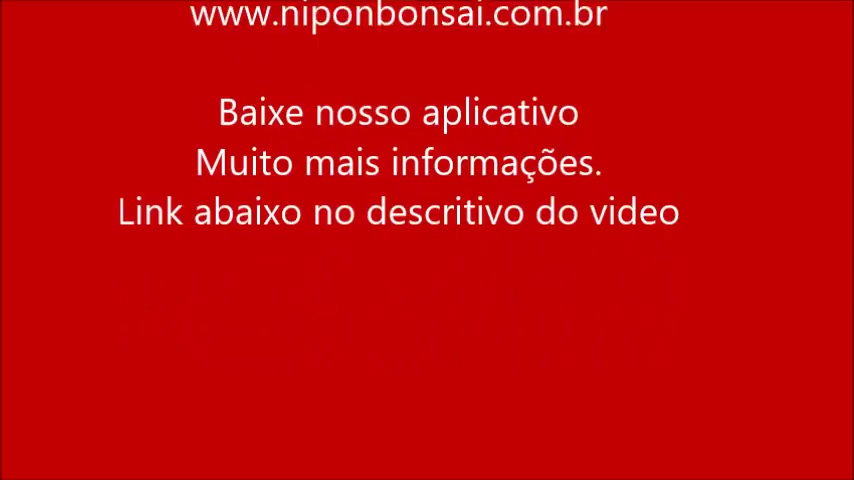 www.niponbonsai.com.br
Baixe nosso aplicativo
Muito mais informações.
Link abaixo no descritivo do video